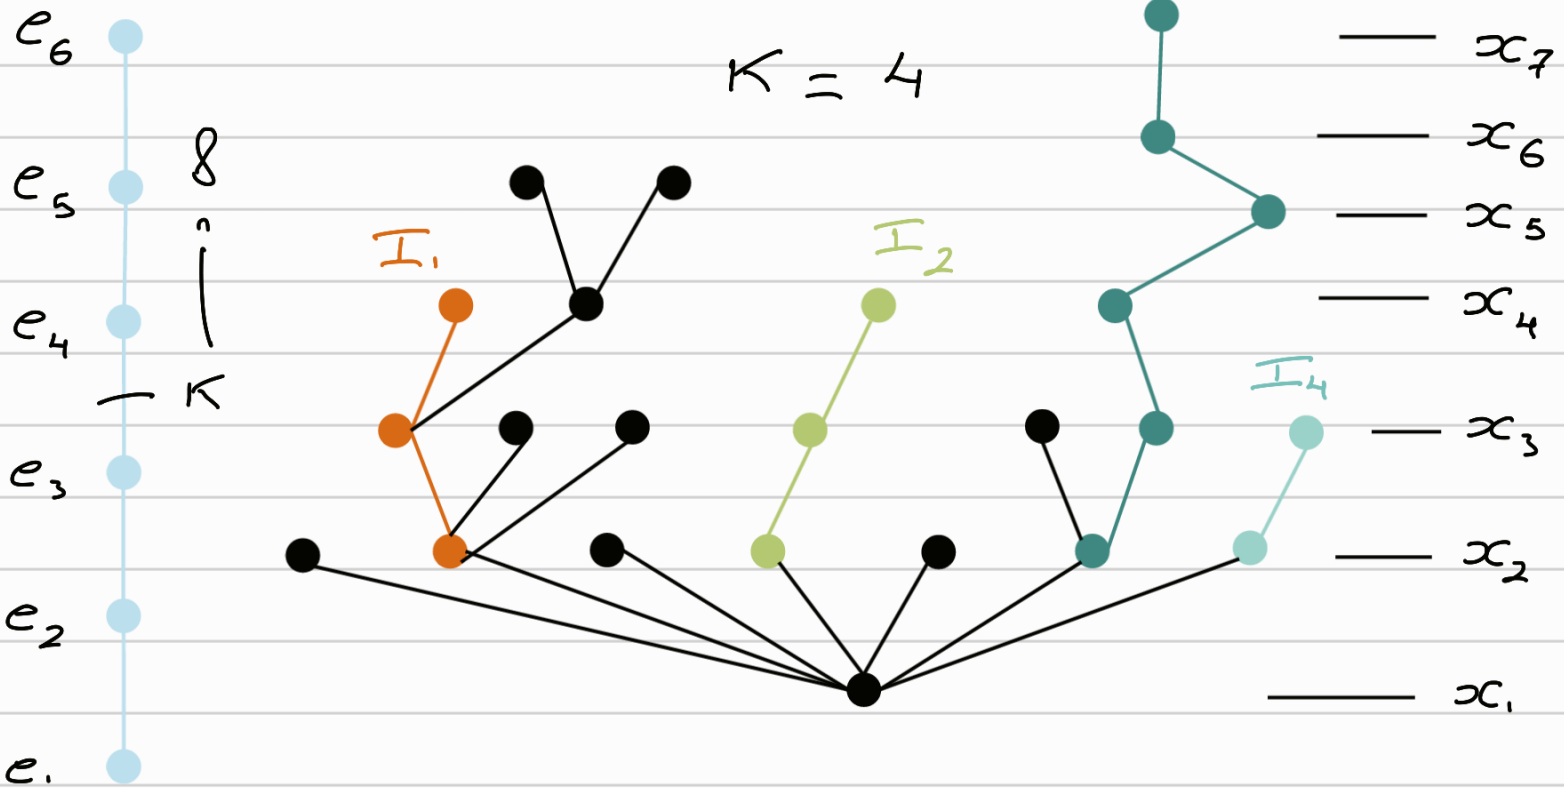 e₆
K = 4
x₇
8
x₆
e₅
x₅
I₁
I₂
x₄
e₄
I₄
K
x₃
e₃
x₂
e₂
x₁
e₁